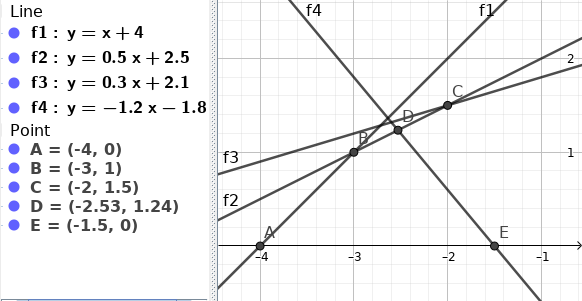 Line
f1 : y = x + 4
f2 : y = 0.5 x + 2.5
f3 : y = 0.3 x + 2.1
f4 : y = −1.2 x − 1.8
Point
A = (-4, 0)
B = (-3, 1)
C = (-2, 1.5)
D = (-2.53, 1.24)
E = (-1.5, 0)
f4
f1
2
C
D
B
1
f3
f2
A
E
–4
–3
–2
–1